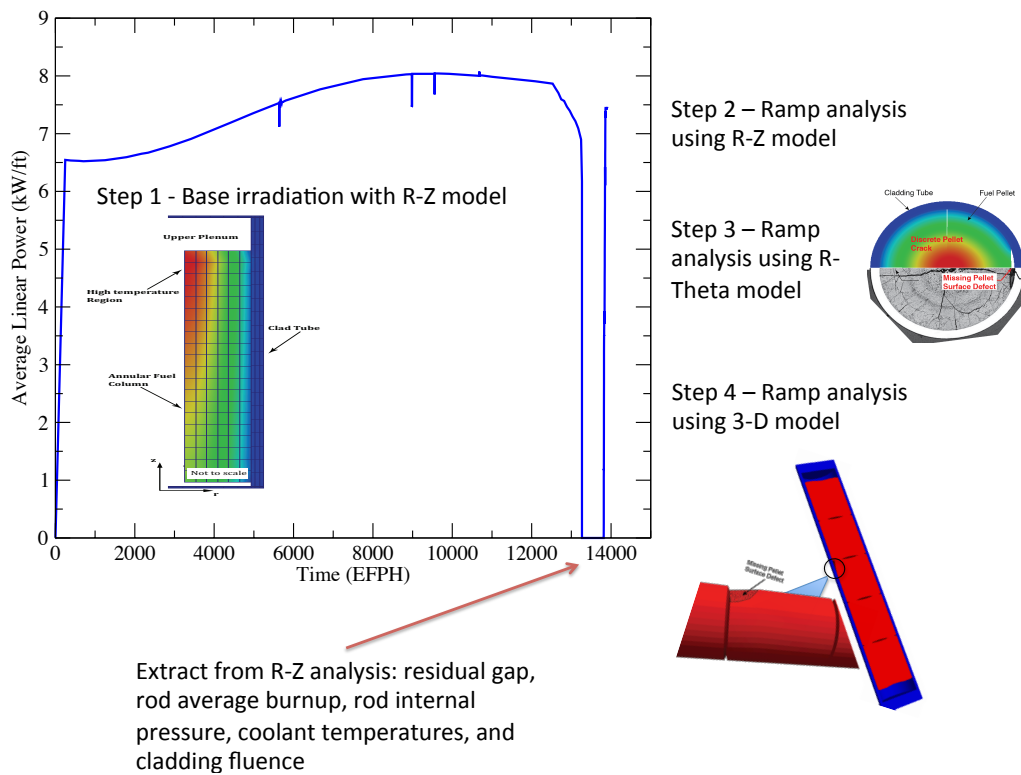 9
8
7
6
5
4
3
2
1
0
Average Linear Power (kW/ft)
0
2000
4000
6000
8000
10000
12000
14000
Time (EFPH)
Step 1 - Base irradiation with R-Z model
Upper Plenum
High temperature
Region
Clad Tube
Annular Fuel
Column
z
Not to scale
r
Extract from R-Z analysis: residual gap,
rod average burnup, rod internal
pressure, coolant temperatures, and
cladding fluence
Step 2 – Ramp analysis
using R-Z model
Step 3 – Ramp
analysis using R-
Theta model
Cladding Tube
Fuel Pellet
Discrete Pellet
Crack
Missing Pellet
Surface Defect
Step 4 – Ramp analysis
using 3-D model
Missing Pellet
Surface Defect